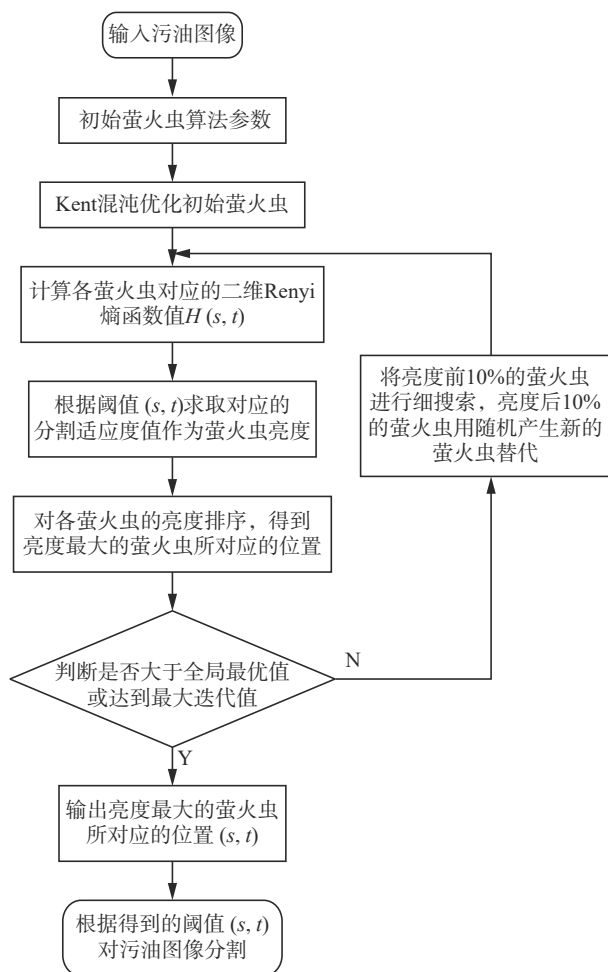 输入污油图像
初始萤火虫算法参数
Kent混沌优化初始萤火虫
计算各萤火虫对应的二维Renyi
熵函数值H (s, t)
根据阈值 (s, t)求取对应的
分割适应度值作为萤火虫亮度
对各萤火虫的亮度排序，得到
亮度最大的萤火虫所对应的位置
判断是否大于全局最优值
或达到最大迭代值
N
将亮度前10%的萤火虫
进行细搜索，亮度后10%
的萤火虫用随机产生新的
萤火虫替代
Y
输出亮度最大的萤火虫
所对应的位置 (s, t)
根据得到的阈值 (s, t)
对污油图像分割